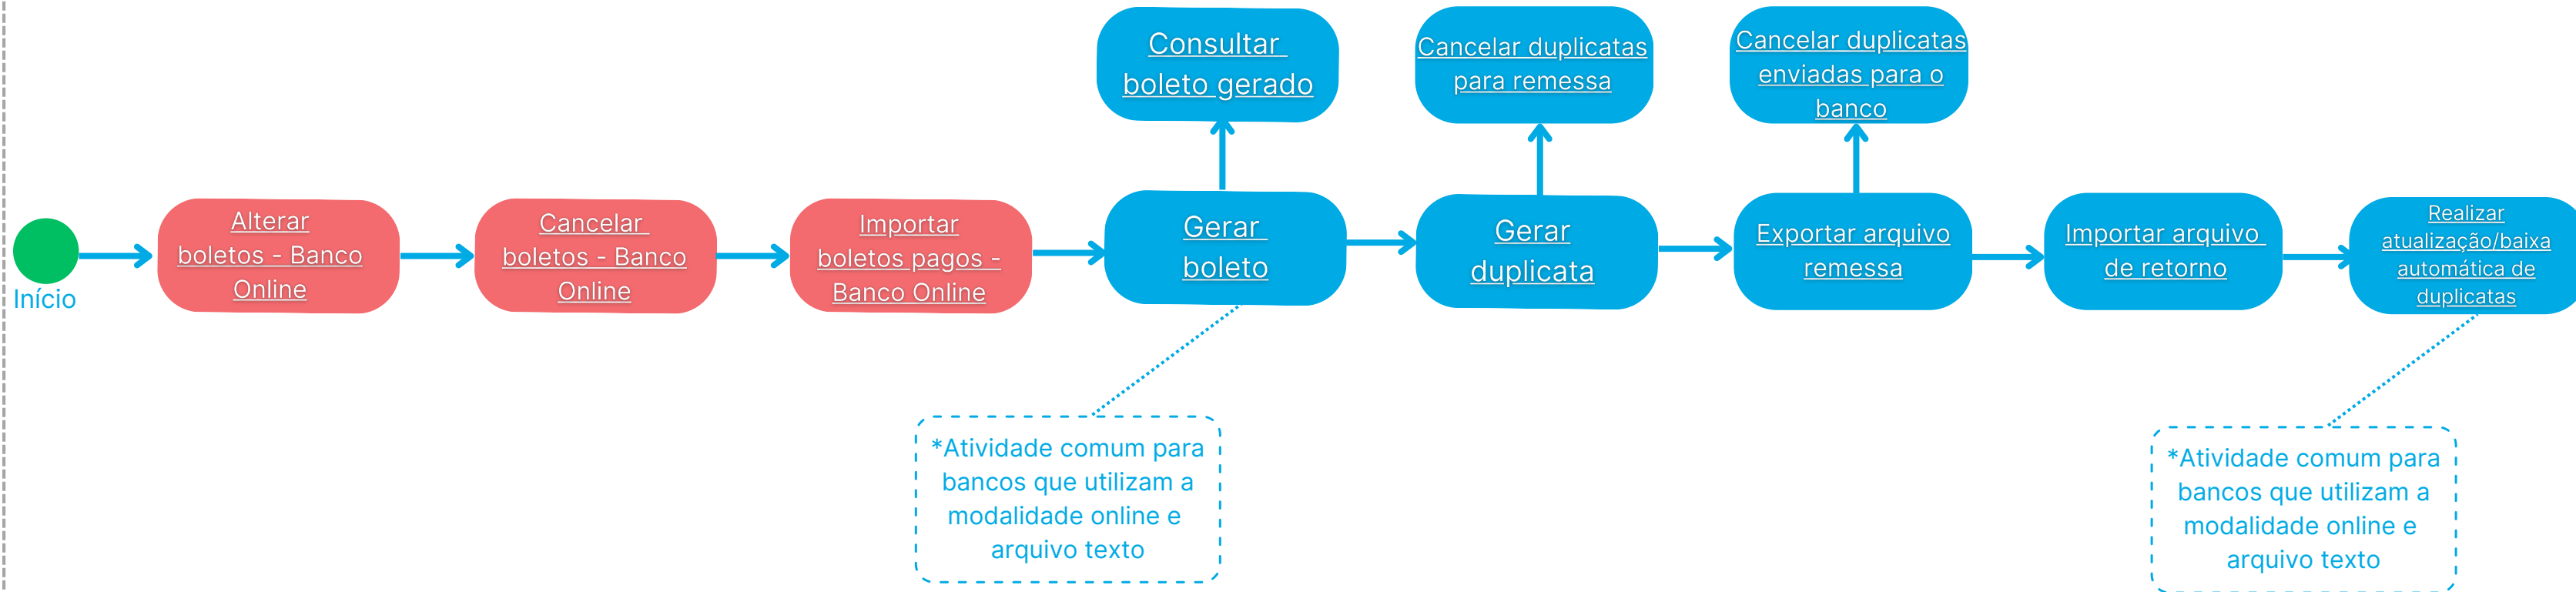 Consultar
boleto gerado
Cancelar duplicatas
para remessa
Cancelar duplicatas
enviadas para o
banco
Início
Alterar
boletos - Banco
Online
Cancelar
boletos - Banco
Online
Importar
boletos pagos -
Banco Online
Gerar
boleto
Gerar
duplicata
Exportar arquivo
remessa
Importar arquivo
de retorno
Realizar
atualização/baixa
automática de
duplicatas
*Atividade comum para
bancos que utilizam a
modalidade online e
arquivo texto
*Atividade comum para
bancos que utilizam a
modalidade online e
arquivo texto